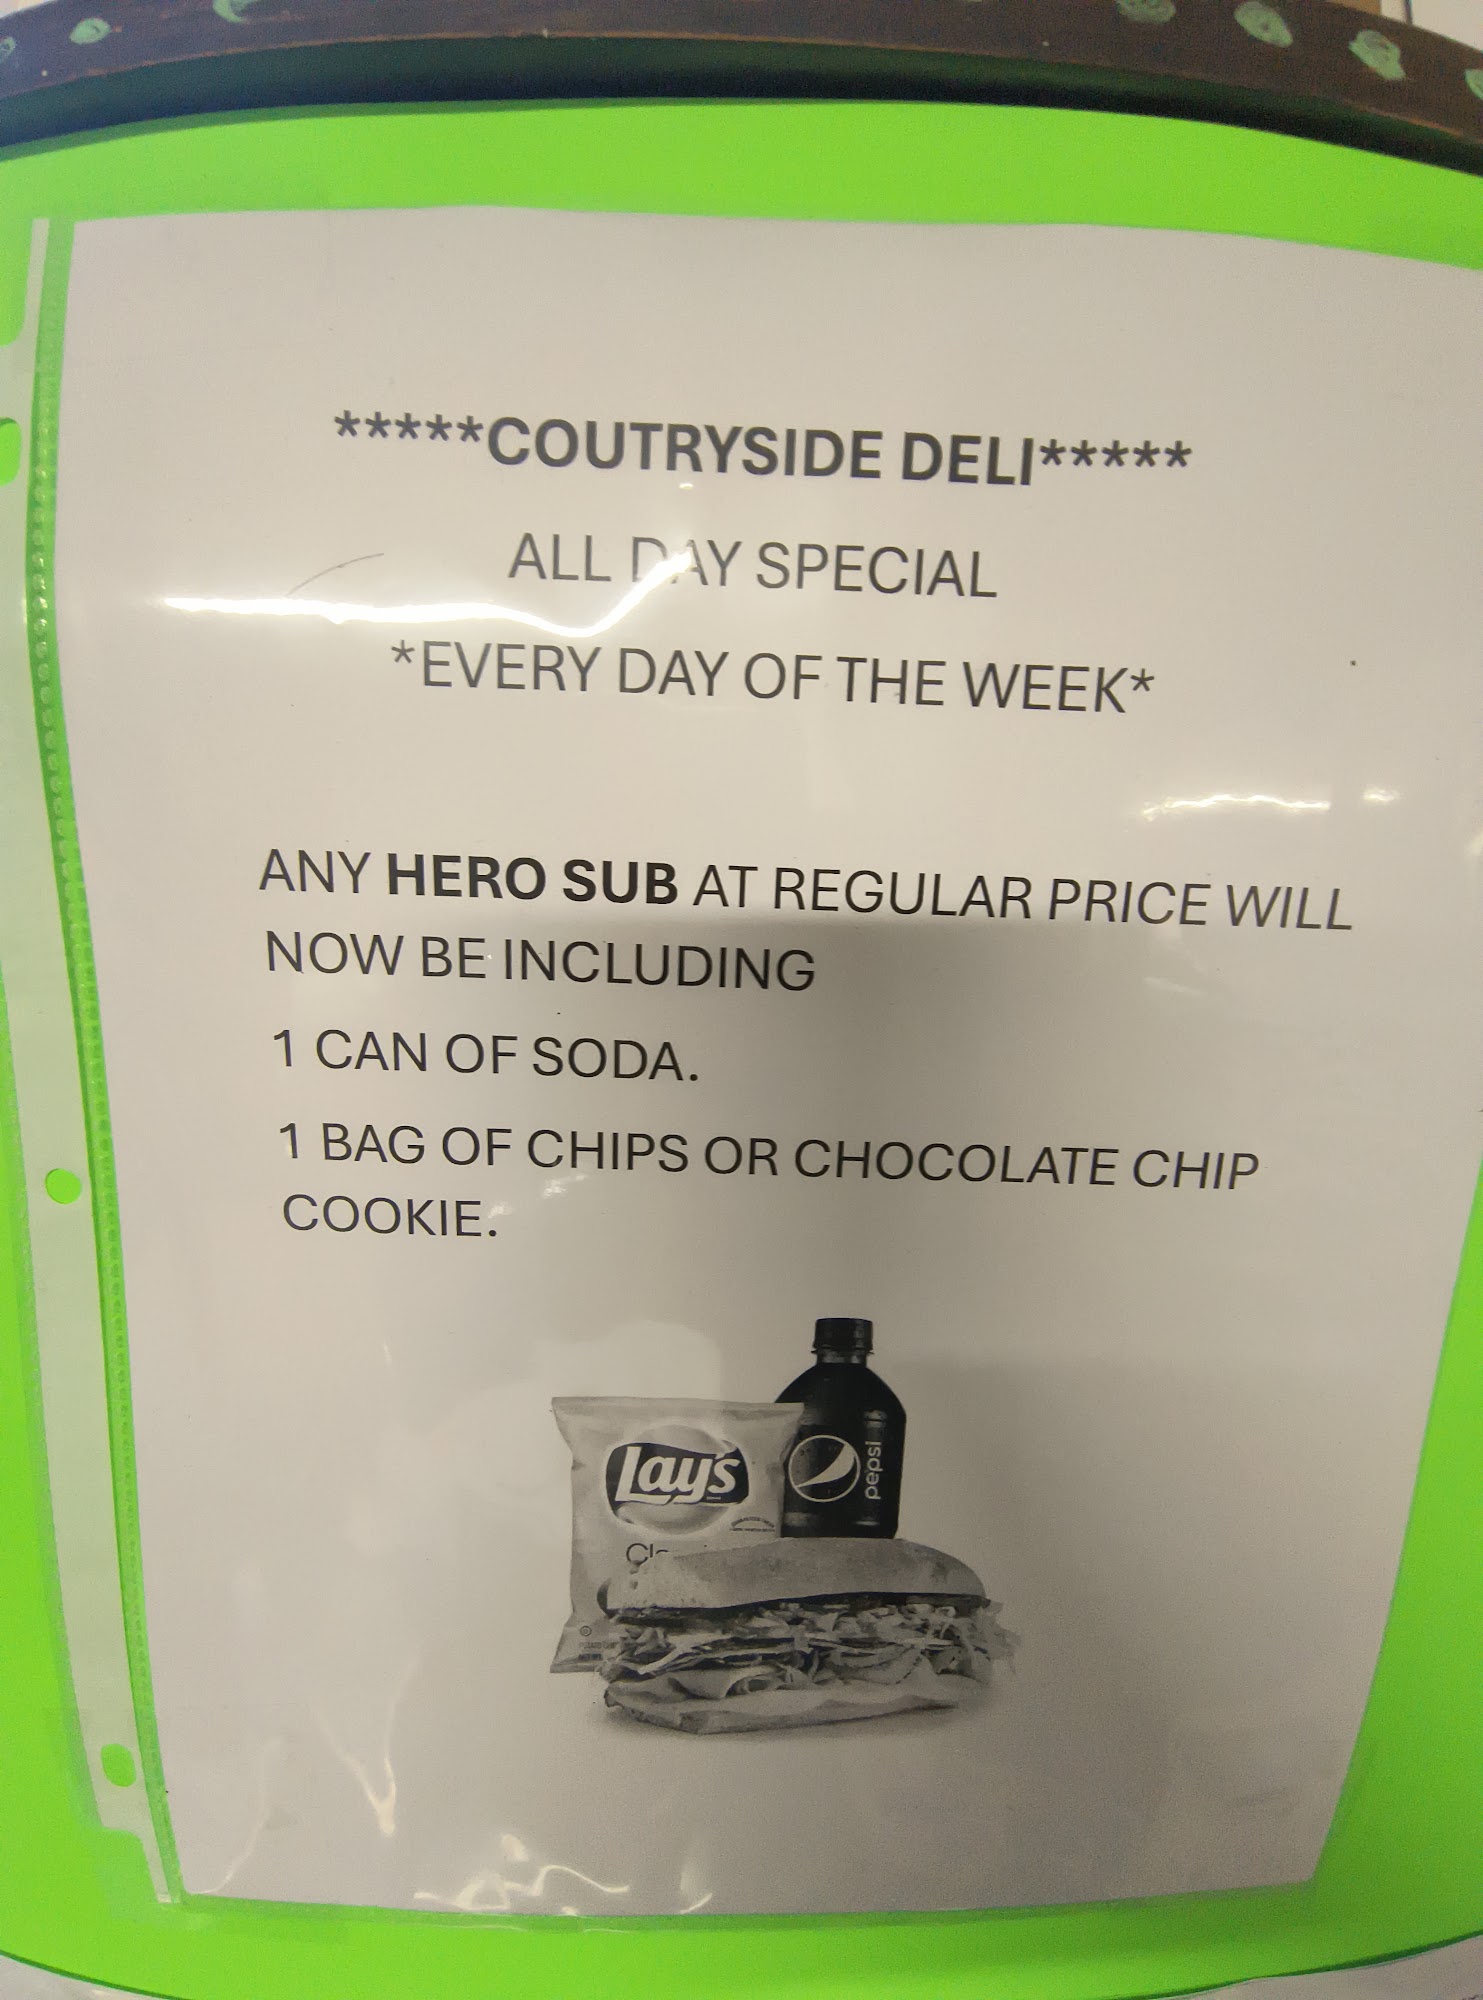 *****COUTRYSIDE DELI*****
ALL DAY SPECIAL
*EVERY DAY OF THE WEEK*
ANY HERO SUB AT REGULAR PRICE WILL
NOW BE INCLUDING
1 CAN OF SODA.
1 BAG OF CHIPS OR CHOCOLATE CHIP
COOKIE.
Lay's
pepsi